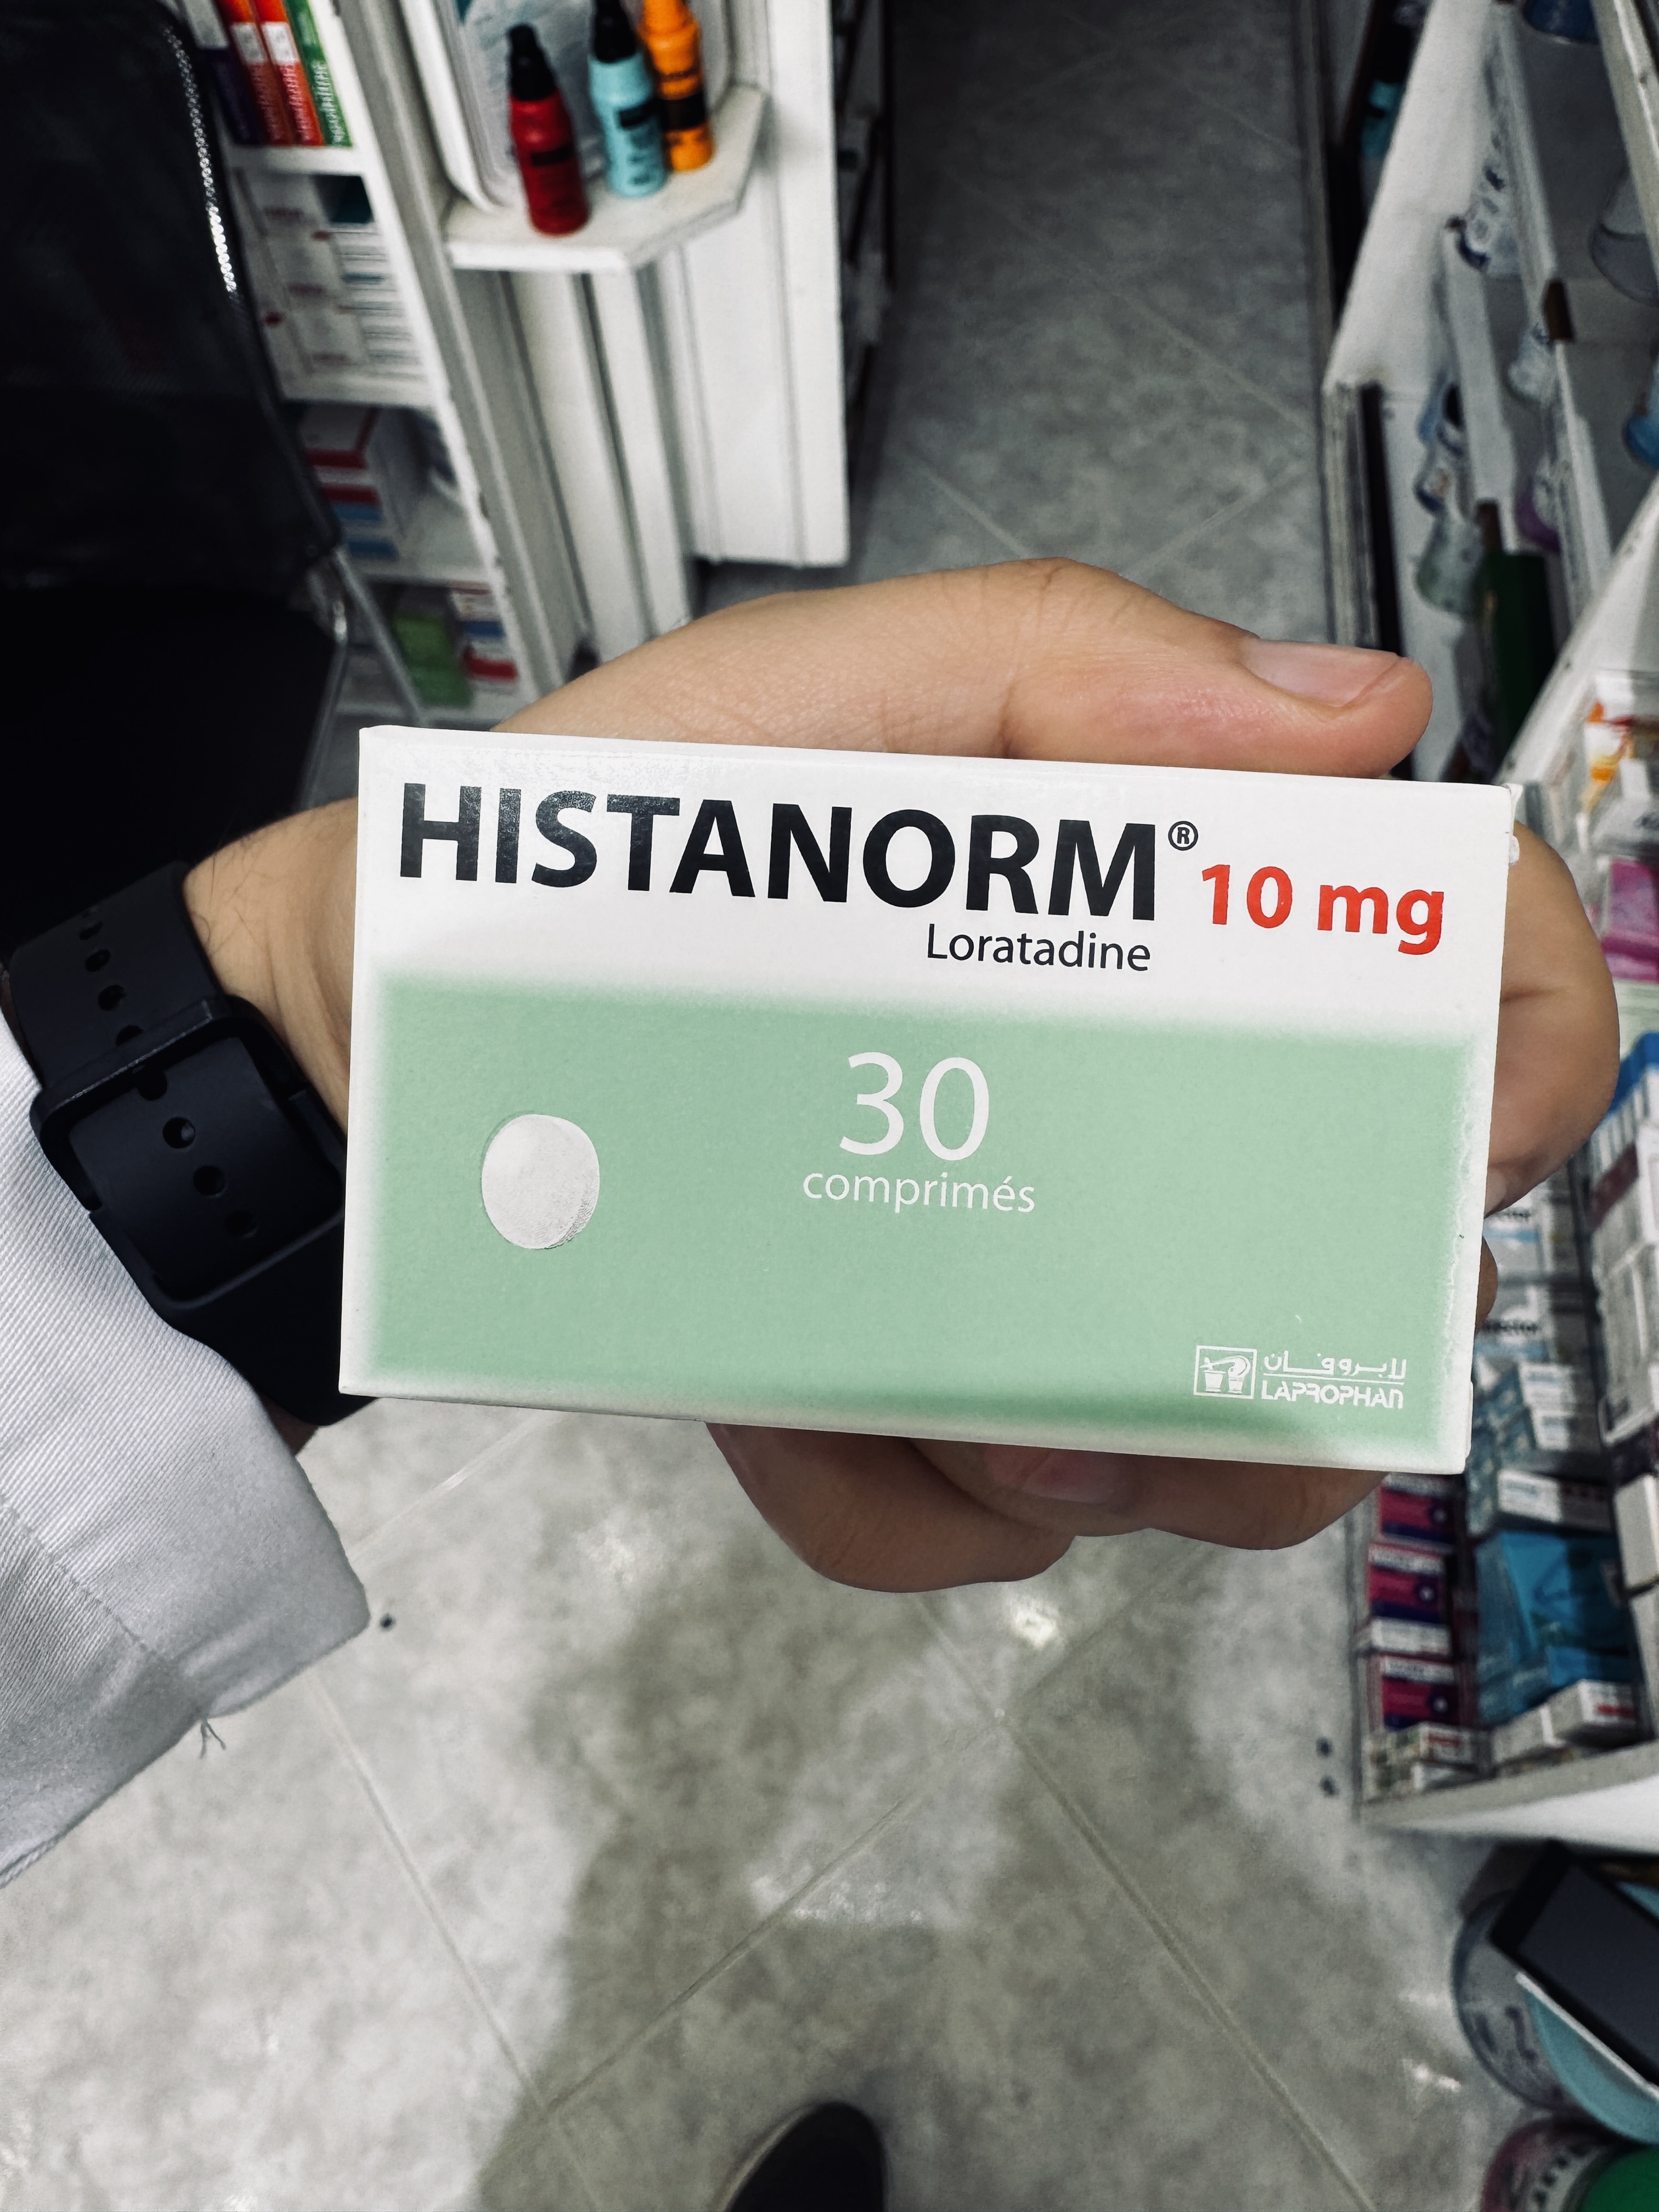 HISTANORM® 10 mg
Loratadine
30
comprimés
لابروفان
LAPROPHAN